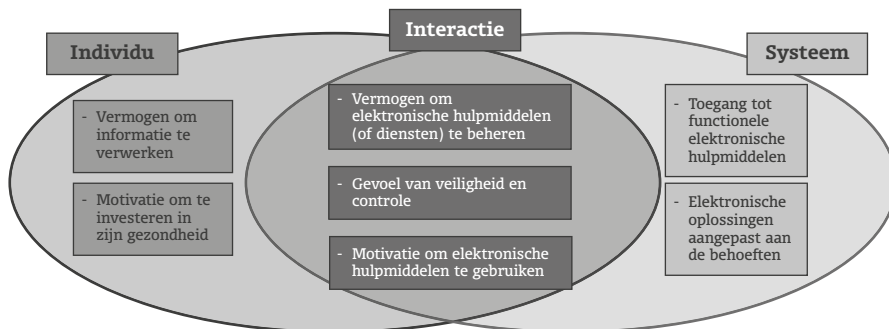 Individu
Interactie
Systeem
- Vermogen om
informatie te
verwerken
- Motivatie om te
investeren in
zijn gezondheid
- Vermogen om
elektronische hulpmiddelen
(of diensten) te beheren
- Gevoel van veiligheid en
controle
- Motivatie om elektronische
hulpmiddelen te gebruiken
- Toegang tot
functionele
elektronische
hulpmiddelen
- Elektronische
oplossingen
aangepast aan
de behoeften